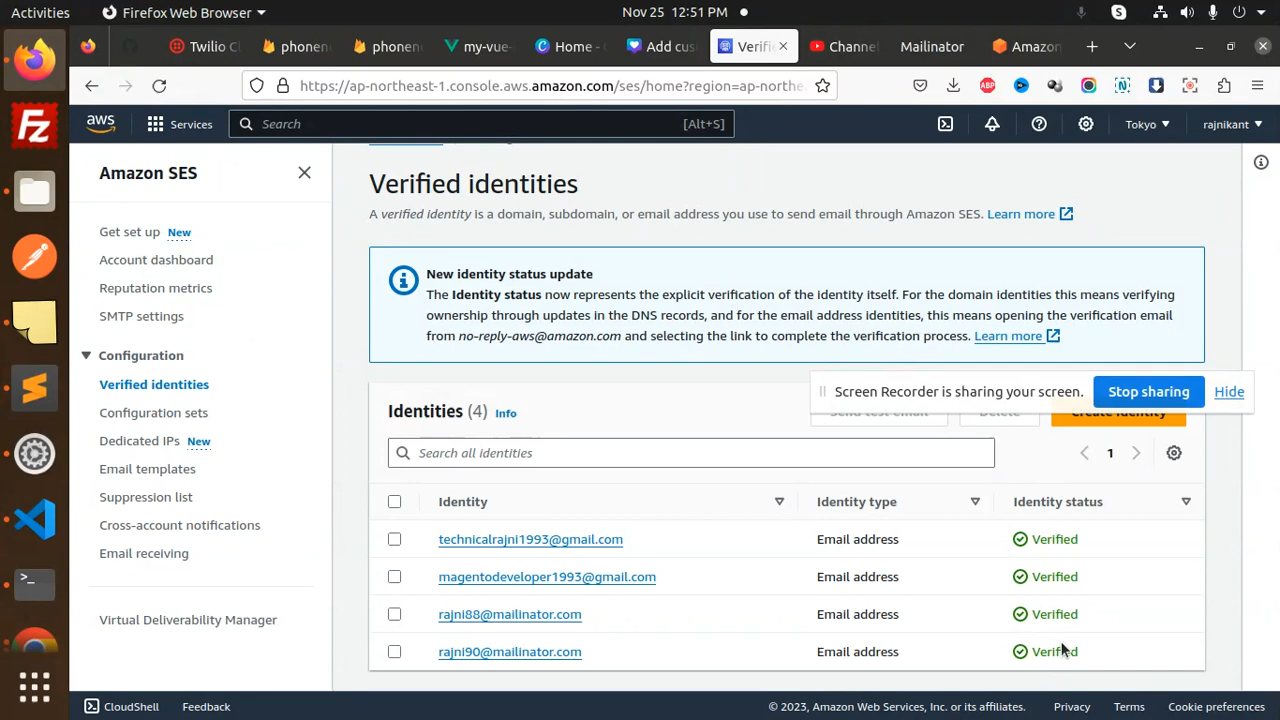 Activities
Firefox Web Browser
Nov 25 12:51 PM
Twilio C
phonen
phonen
my-vue-
Home -
Add cus
Verifi
Channel
Mailinator
Amazon
https://ap-northeast-1.console.aws.amazon.com/ses/home?region=ap-northe
aws
Services
Search
[Alt+S]
Tokyo
rajnikant
Amazon SES
Get set up New
Account dashboard
Reputation metrics
SMTP settings
Configuration
Verified identities
Configuration sets
Dedicated IPs New
Email templates
Suppression list
Cross-account notifications
Email receiving
Virtual Deliverability Manager
Verified identities
A verified identity is a domain, subdomain, or email address you use to send email through Amazon SES. Learn more
New identity status update
The Identity status now represents the explicit verification of the identity itself. For the domain identities this means verifying
ownership through updates in the DNS records, and for the email address identities, this means opening the verification email
from no-reply-aws@amazon.com and selecting the link to complete the verification process. Learn more
Screen Recorder is sharing your screen.
Stop sharing
Hide
Identities (4) Info
Send test email
Delete
Create identity
Search all identities
1
Identity
Identity type
Identity status
technicalrajni1993@gmail.com
Email address
Verified
magentodeveloper1993@gmail.com
Email address
Verified
rajni88@mailinator.com
Email address
Verified
rajni90@mailinator.com
Email address
Verified
CloudShell
Feedback
© 2023, Amazon Web Services, Inc. or its affiliates.
Privacy
Terms
Cookie preferences